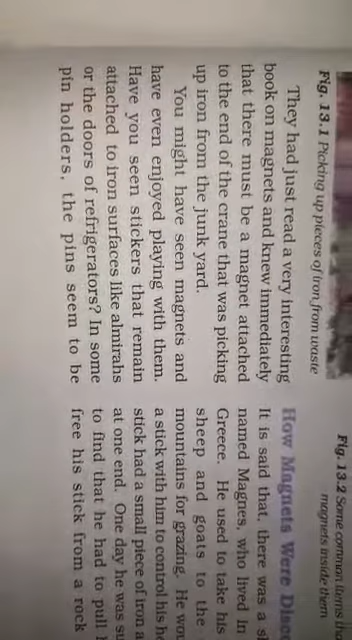 Fig. 13.1 Picking up pieces of iron from waste
They had just read a very interesting
book on magnets and knew immediately
that there must be a magnet attached
to the end of the crane that was picking
up iron from the junk yard.
You might have seen magnets and
have even enjoyed playing with them.
Have you seen stickers that remain
attached to iron surfaces like almirahs
or the doors of refrigerators? In some
pin holders, the pins seem to be
Fig. 13.2 Some common items
magnets inside them
How Magnets Were
It is said that, there was a
named Magnes, who lived in
Greece. He used to take his
sheep and goats to the
mountains for grazing. He
a stick with him to control his
stick had a small piece of iron
at one end. One day he was
to find that he had to pull
free his stick from a rock